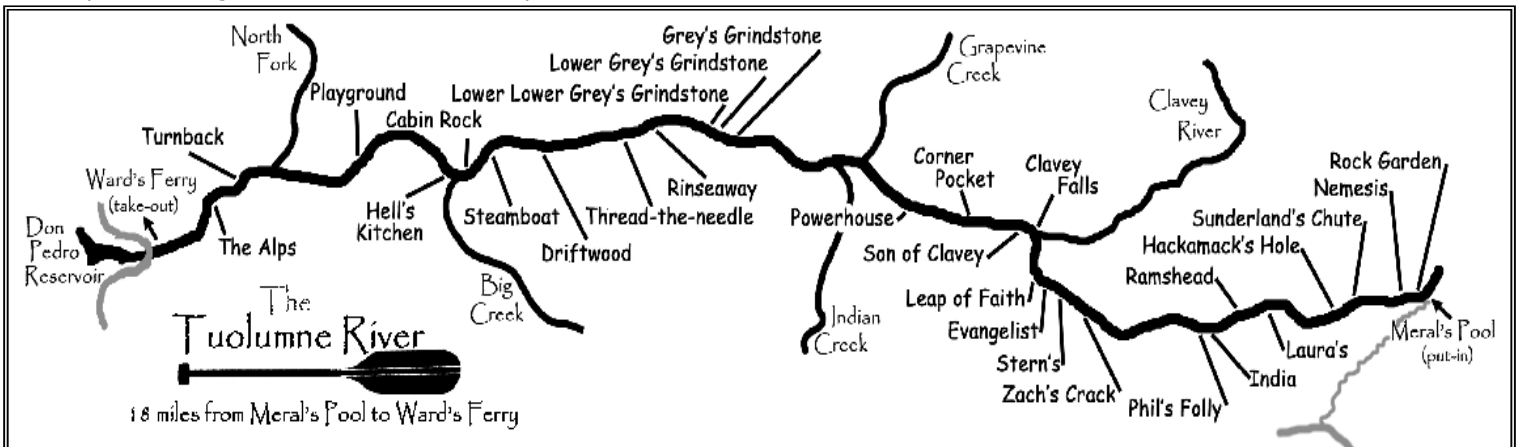 North
Fork
Grey's Grindstone
Lower Grey's Grindstone
Lower Lower Grey's Grindstone
Playground
Cabin Rock
Turnback
Ward's Ferry
(take-out)
Don
Pedro
Reservoir
The Alps
Hell's
Kitchen
Steamboat
Driftwood
Thread-the-needle
Rinseaway
Big
Creek
Grapevine
Creek
Clavey
River
Corner
Pocket
Clavey
Falls
Powerhouse
Son of Clavey
Indian
Creek
Leap of Faith
Evangelist
Stern's
Zach's Crack
Phil's Folly
India
Laura's
Ramshead
Hackamack's Hole
Sunderland's Chute
Nemesis
Rock Garden
Meral's Pool
(put-in)
The
Tuolumne River
18 miles from Meral's Pool to Ward's Ferry